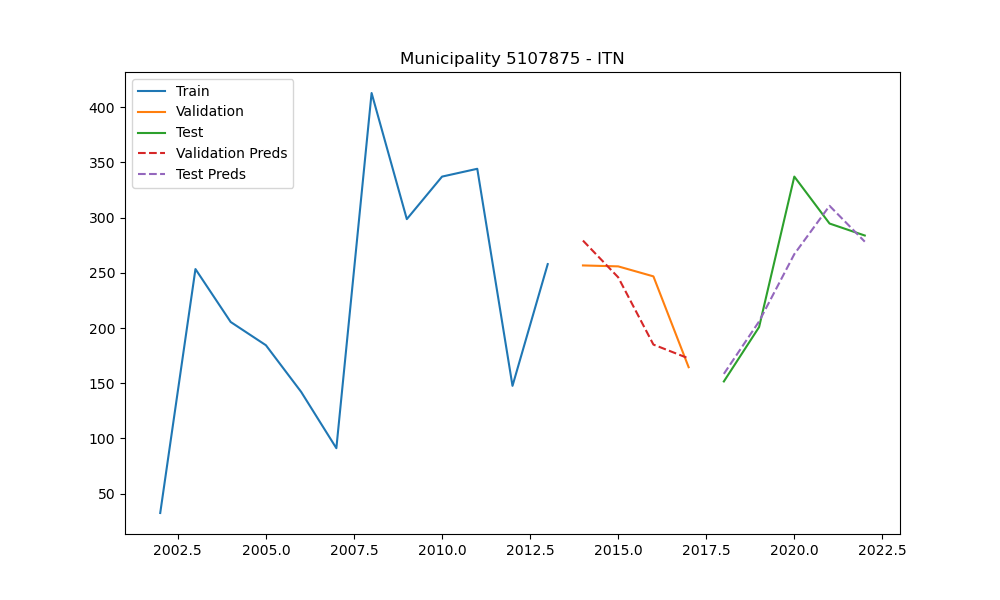 Municipality 5107875 - ITN
Train
Validation
Test
Validation Preds
Test Preds
400
350
300
250
200
150
100
50
2002.5 2005.0 2007.5 2010.0 2012.5 2015.0 2017.5 2020.0 2022.5